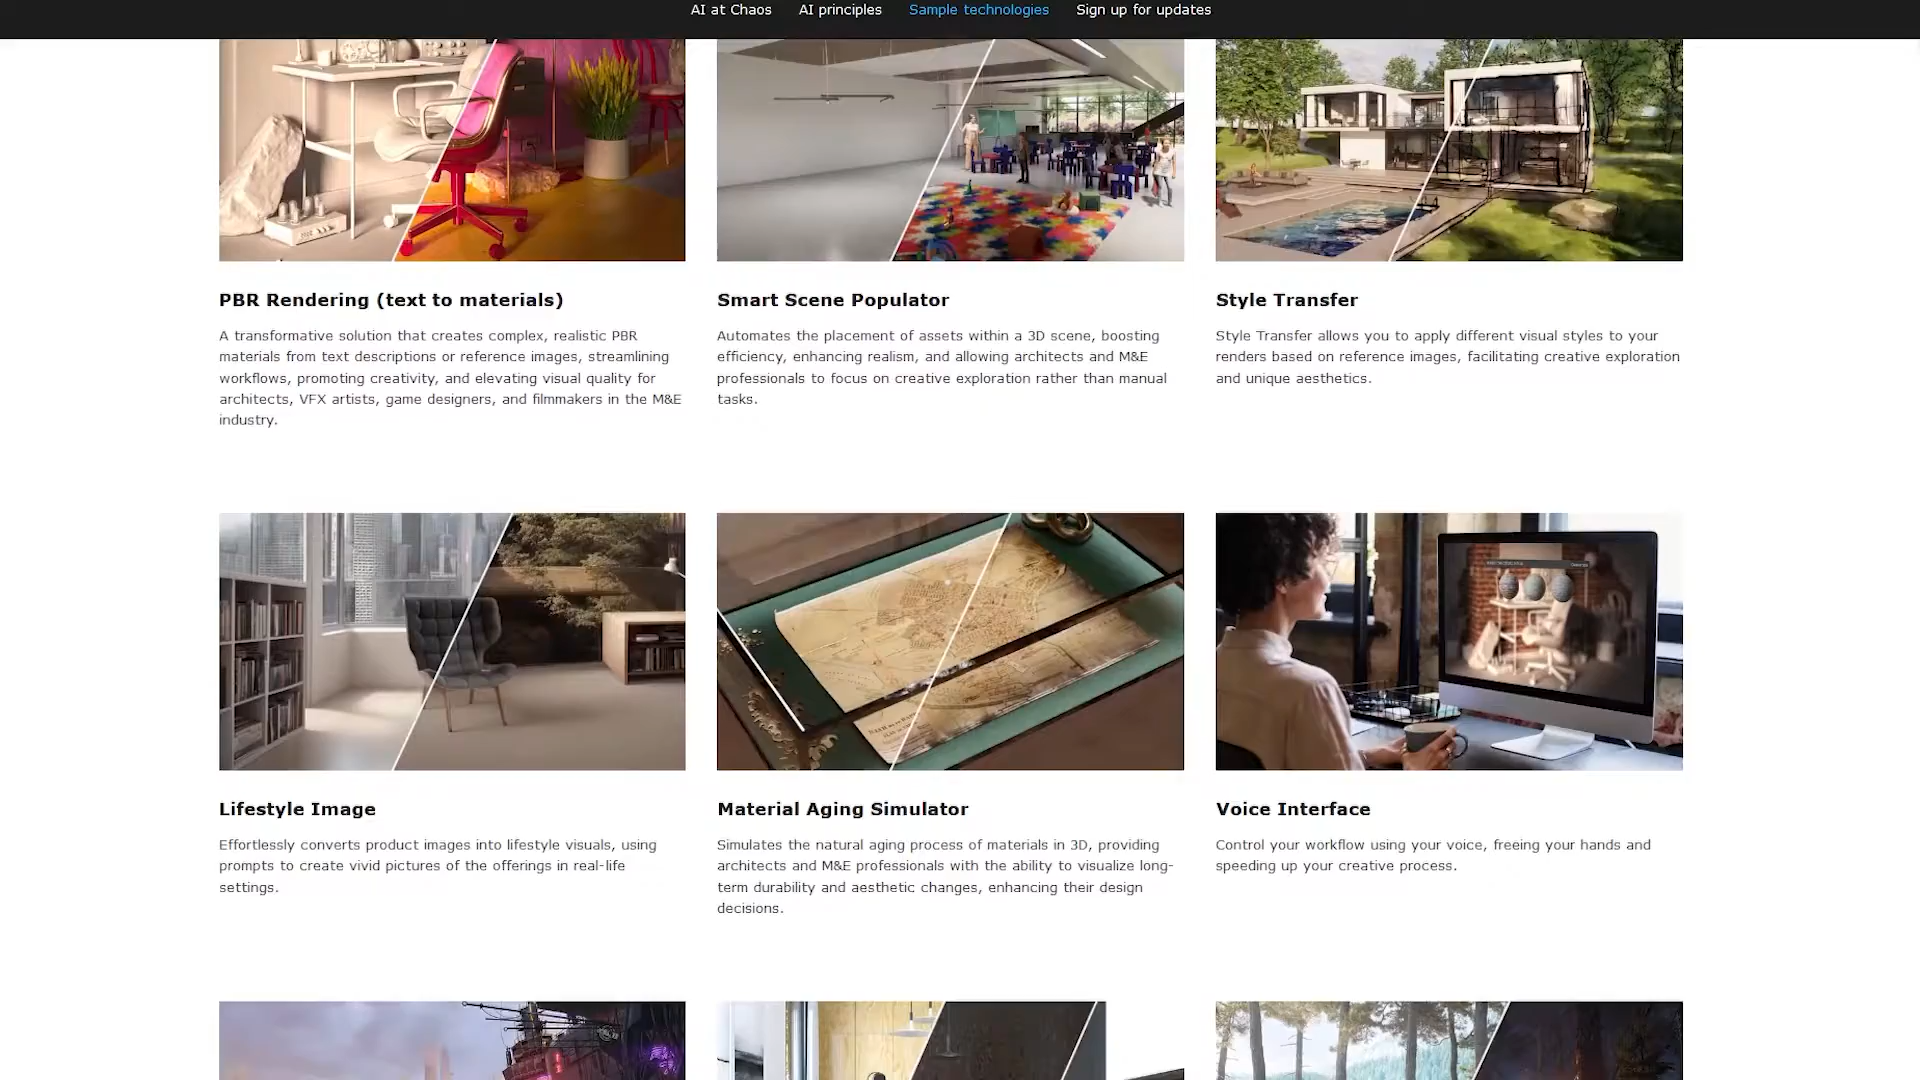 AI at Chaos
AI principles
Sample technologies
Sign up for updates
PBR Rendering (text to materials)
A transformative solution that creates complex, realistic PBR
materials from text descriptions or reference images, streamlining
workflows, promoting creativity, and elevating visual quality for
architects, VFX artists, game designers, and filmmakers in the M&E
industry.
Smart Scene Populator
Automates the placement of assets within a 3D scene, boosting
efficiency, enhancing realism, and allowing architects and M&E
professionals to focus on creative exploration rather than manual
tasks.
Style Transfer
Style Transfer allows you to apply different visual styles to your
renders based on reference images, facilitating creative exploration
and unique aesthetics.
Lifestyle Image
Effortlessly converts product images into lifestyle visuals, using
prompts to create vivid pictures of the offerings in real-life
settings.
Material Aging Simulator
Simulates the natural aging process of materials in 3D, providing
architects and M&E professionals with the ability to visualize long-
term durability and aesthetic changes, enhancing their design
decisions.
Voice Interface
Control your workflow using your voice, freeing your hands and
speeding up your creative process.